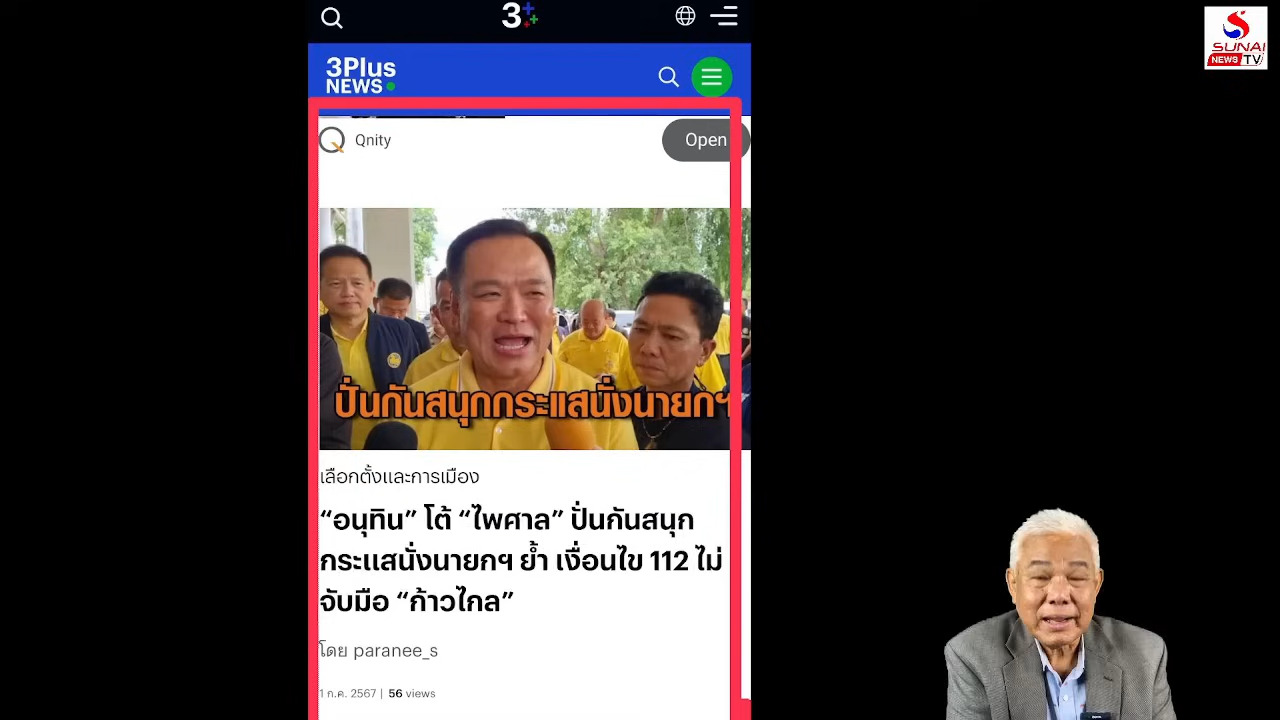 3
SUNAI
NEWS TV
3Plus
NEWS
Qnity
Open
ปั่นกันสนุกกระแสนั่งนายกฯ
เลือกตั้งและการเมือง
“อนุทิน” โต้ “ไพศาล” ปั่นกันสนุก
กระแสนั่งนายกฯ ย้ำ เงื่อนไข 112 ไม่
จับมือ “ก้าวไกล”
โดย paranee_s
1 ก.ค. 2567 | 56 views